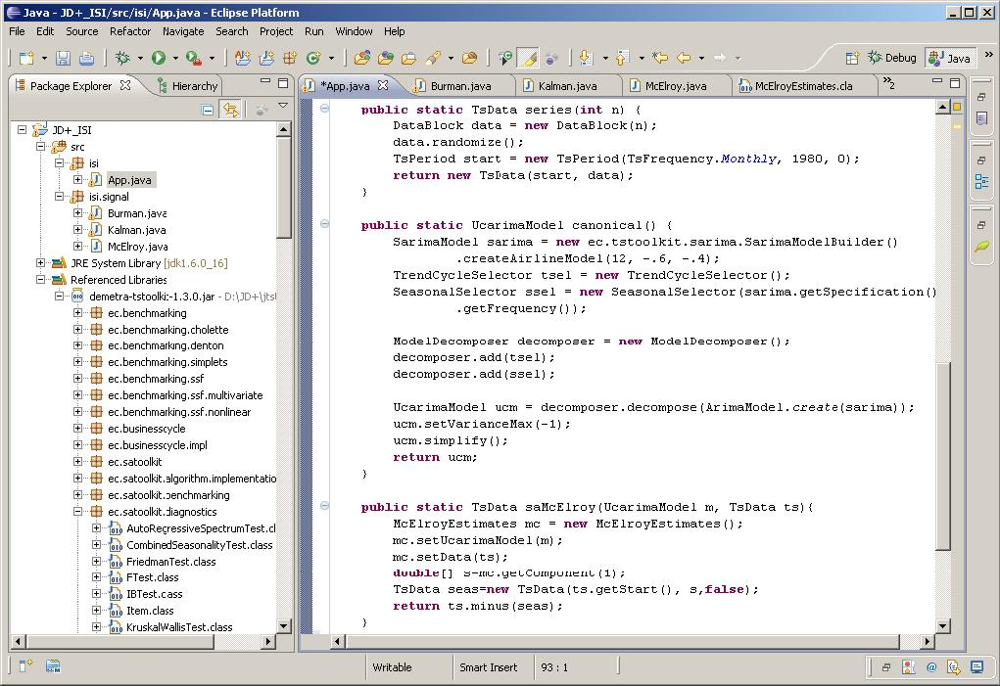 Java - JD+_ISI/src/isi/App.java - Eclipse Platform
File Edit Source Refactor Navigate Search Project Run Window Help
Debug Java
Package Explorer Hierarchy
*App.java Burman.java Kalman.java McElroy.java McElroyEstimates.cla »2
JD+_ISI
src
isi
App.java
isi.signal
Burman.java
Kalman.java
McElroy.java
JRE System Library [jdk1.6.0_16]
Referenced Libraries
demetra-tstoolkit-1.3.0.jar - D:\JD+\jtst
ec.benchmarking
ec.benchmarking.cholette
ec.benchmarking.denton
ec.benchmarking.simplets
ec.benchmarking.ssf
ec.benchmarking.ssf.multivariate
ec.benchmarking.ssf.nonlinear
ec.businesscycle
ec.businesscycle.impl
ec.satoolkit
ec.satoolkit.algorithm.implementatio
ec.satoolkit.benchmarking
ec.satoolkit.diagnostics
AutoRegressiveSpectrumTest.cl
CombinedSeasonalityTest.class
FriedmanTest.class
FTest.class
IBTest.class
Item.class
KruskalWallisTest.class
public static TsData series(int n) {
DataBlock data = new DataBlock(n);
data.randomize();
TsPeriod start = new TsPeriod(TsFrequency.Monthly, 1980, 0);
return new TsData(start, data);
}
public static UcarimaModel canonical() {
SarimaModel sarima = new ec.tstoolkit.sarima.SarimaModelBuilder()
.createAirlineModel(12, -.6, -.4);
TrendCycleSelector tsel = new TrendCycleSelector();
SeasonalSelector ssel = new SeasonalSelector(sarima.getSpecification()
.getFrequency());
ModelDecomposer decomposer = new ModelDecomposer();
decomposer.add(tsel);
decomposer.add(ssel);
UcarimaModel ucm = decomposer.decompose(ArimaModel.create(sarima));
ucm.setVarianceMax(-1);
ucm.simplify();
return ucm;
}
public static TsData saMcElroy(UcarimaModel m, TsData ts){
McElroyEstimates mc = new McElroyEstimates();
mc.setUcarimaModel(m);
mc.setData(ts);
double[] s=mc.getComponent(1);
TsData seas=new TsData(ts.getStart(), s,false);
return ts.minus(seas);
}
Writable Smart Insert 93 : 1